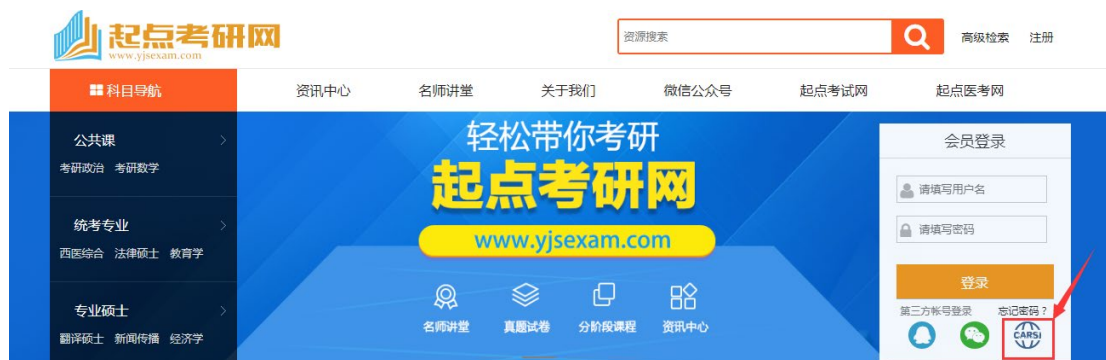 起点考研网
www.yjsexam.com
资源搜索
高级检索 注册
科目导航 资讯中心 名师讲堂 关于我们 微信公众号 起点考试网 起点医考网
公共课
考研政治 考研数学
统考专业
西医综合 法律硕士 教育学
专业硕士
翻译硕士 新闻传播 经济学
轻松带你考研
起点考研网
www.yjsexam.com
名师讲堂 真题试卷 分阶段课程 资讯中心
会员登录
请填写用户名
请填写密码
登录
第三方帐号登录 忘记密码？
CARSI